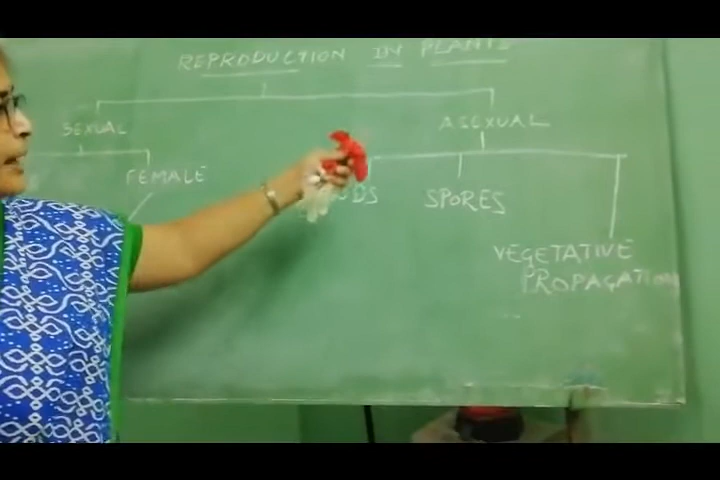 REPRODUCTION IN PLANTS
SEXUAL
ASEXUAL
FEMALE
SPORES
VEGETATIVE
PROPAGATION